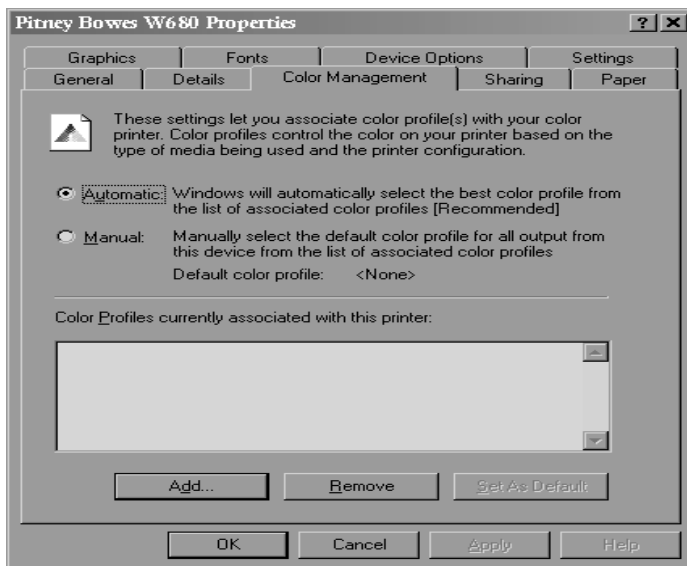 Pitney Bowes W680 Properties
Graphics Fonts Device Options Settings
General Details Color Management Sharing Paper
These settings let you associate color profile(s) with your color
printer. Color profiles control the color on your printer based on the
type of media being used and the printer configuration.
Automatic: Windows will automatically select the best color profile from
the list of associated color profiles [Recommended]
Manual: Manually select the default color profile for all output from
this device from the list of associated color profiles
Default color profile: <None>
Color Profiles currently associated with this printer:
Add... Remove Set As Default
OK Cancel Apply Help